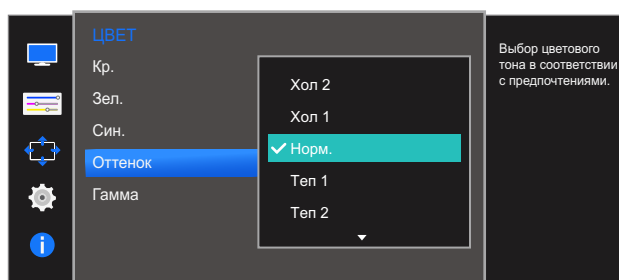 ЦВЕТ
Кр.
Зел.
Син.
Оттенок
Гамма
Хол 2
Хол 1
Норм.
Теп 1
Теп 2
Выбор цветового
тона в соответствии
с предпочтениями.